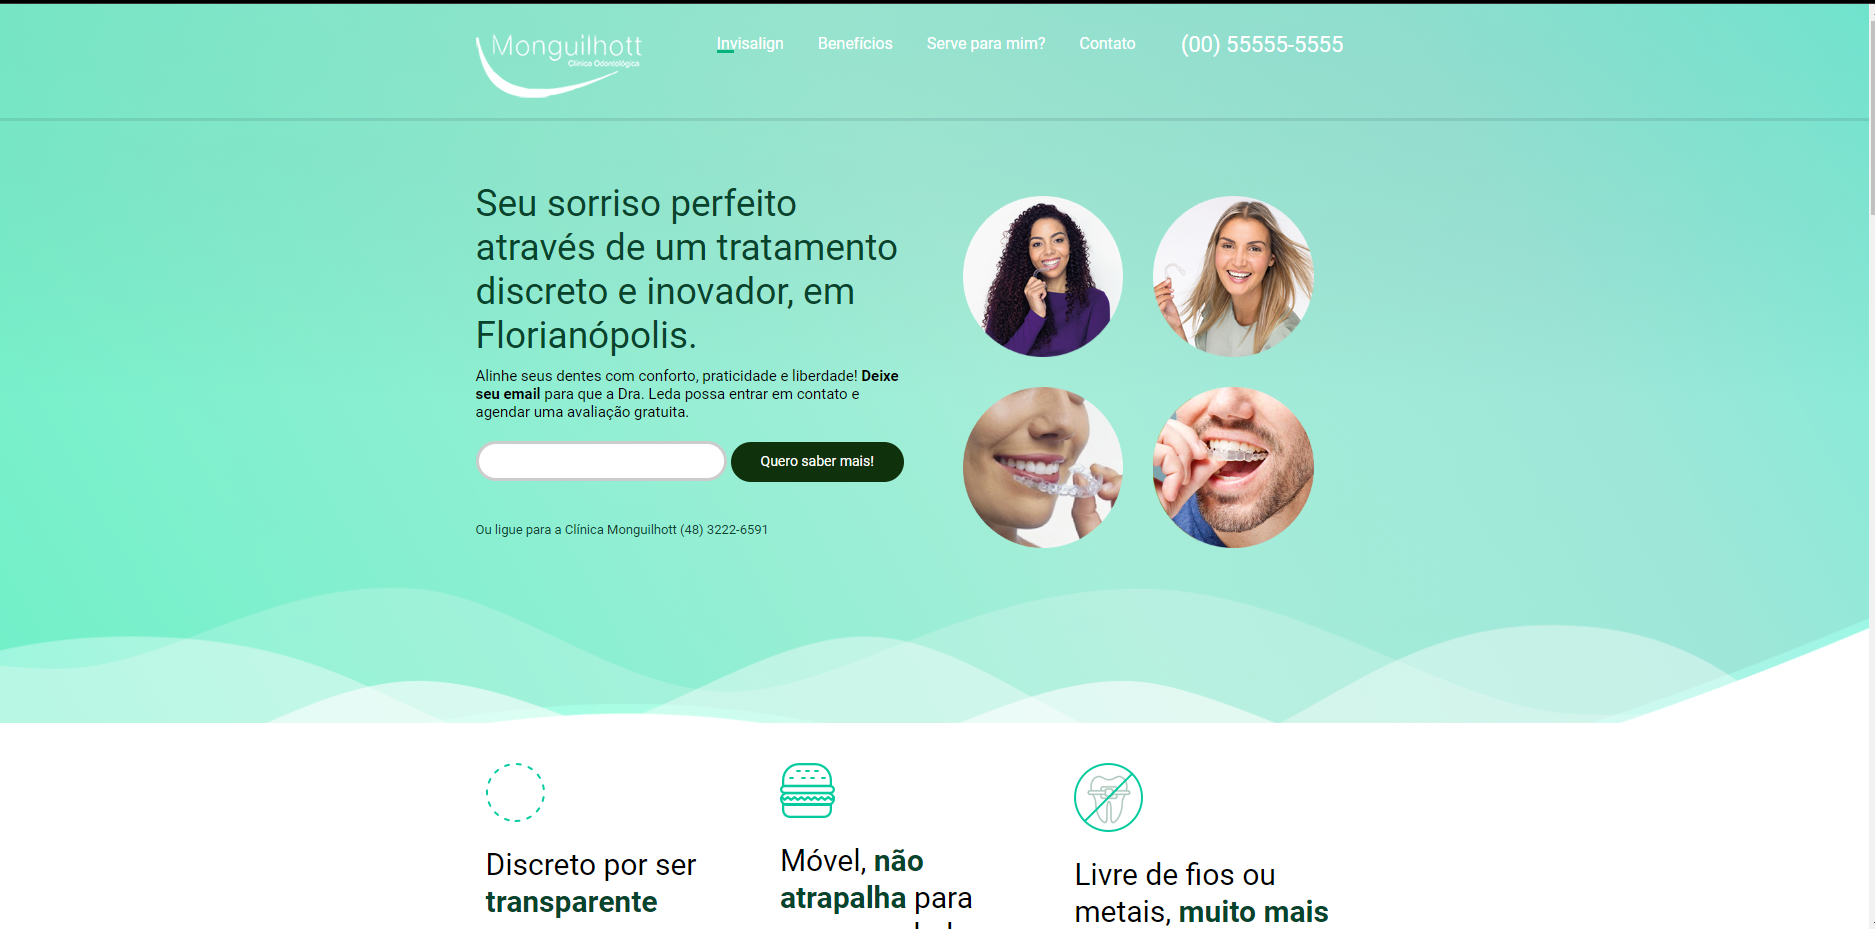 Monguilhott
Clínica Odontológica
Invisalign
Benefícios
Serve para mim?
Contato
(00) 55555-5555
Seu sorriso perfeito
através de um tratamento
discreto e inovador, em
Florianópolis.
Alinhe seus dentes com conforto, praticidade e liberdade! Deixe
seu email para que a Dra. Leda possa entrar em contato e
agendar uma avaliação gratuita.
Quero saber mais!
Ou ligue para a Clínica Monguilhott (48) 3222-6591
Discreto por ser
transparente
Móvel, não
atrapalha para
Livre de fios ou
metais, muito mais